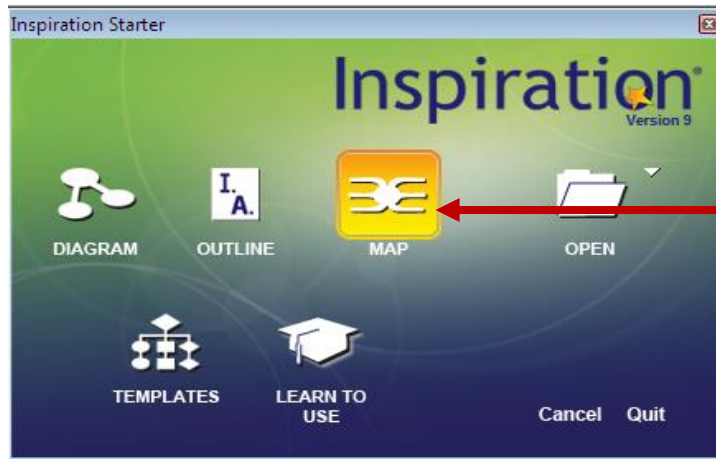 Inspiration Starter
Inspiration®
Version 9
I.
A.
DIAGRAM
OUTLINE
MAP
OPEN
TEMPLATES
LEARN TO
USE
Cancel
Quit